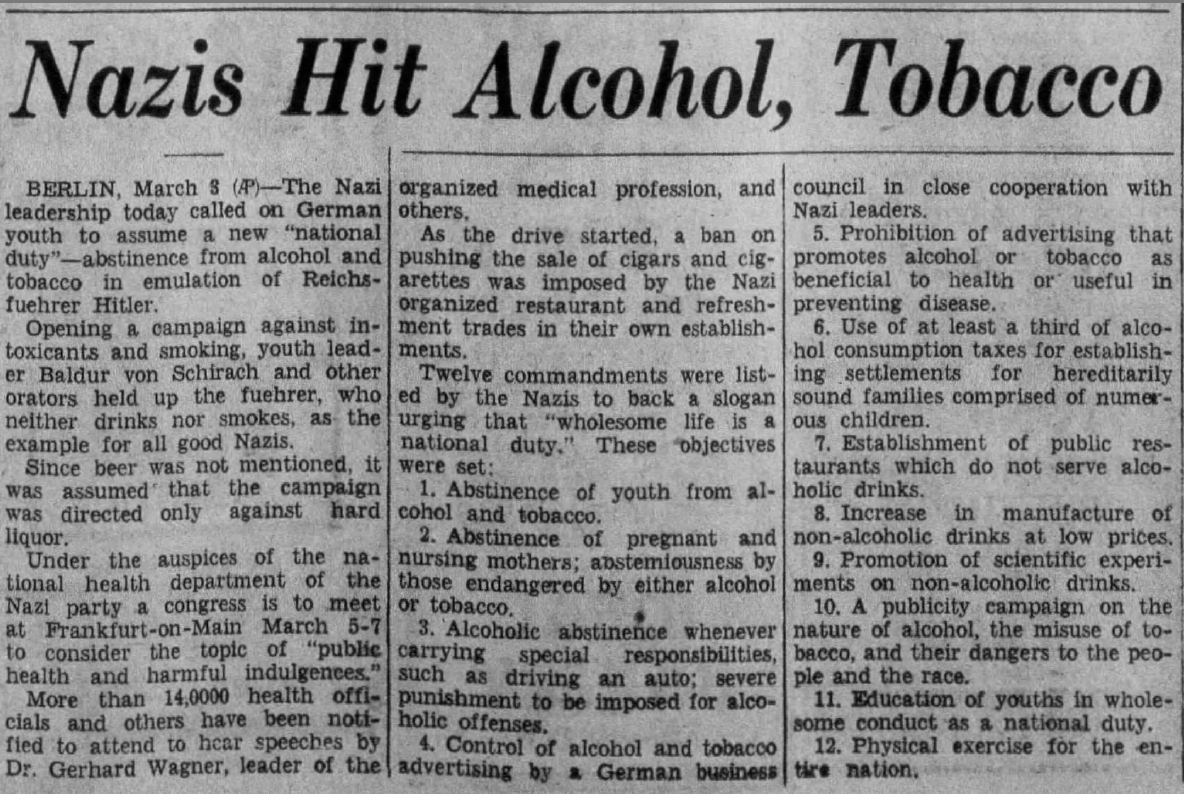 Nazis Hit Alcohol, Tobacco
BERLIN, March 3 (AP)—The Nazi
leadership today called on German
youth to assume a new "national
duty"—abstinence from alcohol and
tobacco in emulation of Reichs-
fuehrer Hitler.
Opening a campaign against in-
toxicants and smoking, youth lead-
er Baldur von Schirach and other
orators held up the fuehrer, who
neither drinks nor smokes, as the
example for all good Nazis.
Since beer was not mentioned, it
was assumed that the campaign
was directed only against hard
liquor.
Under the auspices of the na-
tional health department of the
Nazi party a congress is to meet
at Frankfurt-on-Main March 5-7
to consider the topic of "public
health and harmful indulgences."
More than 14,0000 health offi-
cials and others have been noti-
fied to attend to hear speeches by
Dr. Gerhard Wagner, leader of the
organized medical profession, and
others.
As the drive started, a ban on
pushing the sale of cigars and cig-
arettes was imposed by the Nazi
organized restaurant and refresh-
ment trades in their own establish-
ments.
Twelve commandments were list-
ed by the Nazis to back a slogan
urging that "wholesome life is a
national duty." These objectives
were set:
1. Abstinence of youth from al-
cohol and tobacco.
2. Abstinence of pregnant and
nursing mothers; abstemiousness by
those endangered by either alcohol
or tobacco.
3. Alcoholic abstinence whenever
carrying special responsibilities,
such as driving an auto; severe
punishment to be imposed for alco-
holic offenses.
4. Control of alcohol and tobacco
advertising by a German business
council in close cooperation with
Nazi leaders.
5. Prohibition of advertising that
promotes alcohol or tobacco as
beneficial to health or useful in
preventing disease.
6. Use of at least a third of alco-
hol consumption taxes for establish-
ing settlements for hereditarily
sound families comprised of numer-
ous children.
7. Establishment of public res-
taurants which do not serve alco-
holic drinks.
8. Increase in manufacture of
non-alcoholic drinks at low prices.
9. Promotion of scientific experi-
ments on non-alcoholic drinks.
10. A publicity campaign on the
nature of alcohol, the misuse of to-
bacco, and their dangers to the peo-
ple and the race.
11. Education of youths in whole-
some conduct as a national duty.
12. Physical exercise for the en-
tire nation.